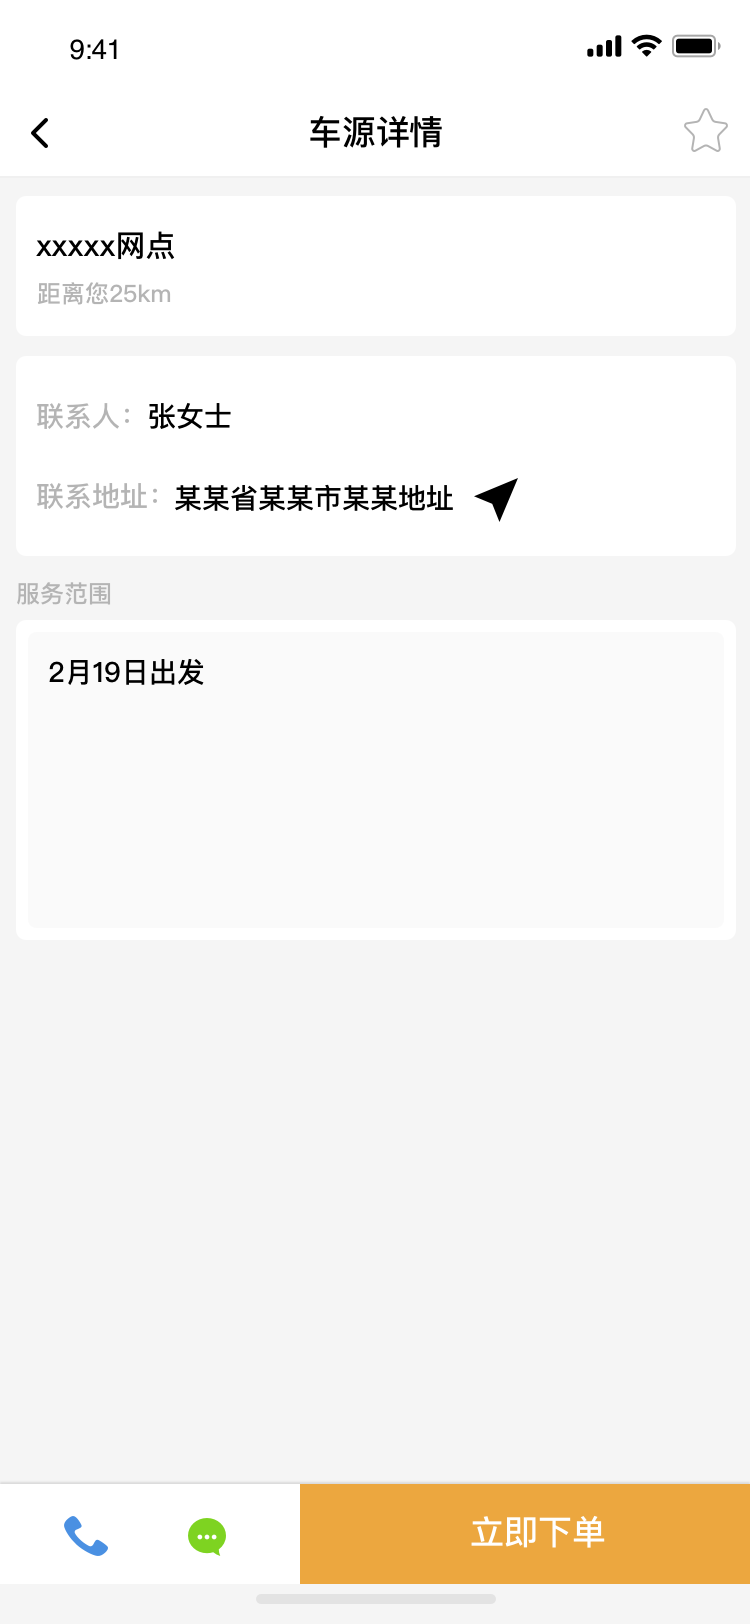 9:41
车源详情
xxxxx网点
距离您25km
联系人：张女士
联系地址：某某省某某市某某地址
服务范围
2月19日出发
立即下单